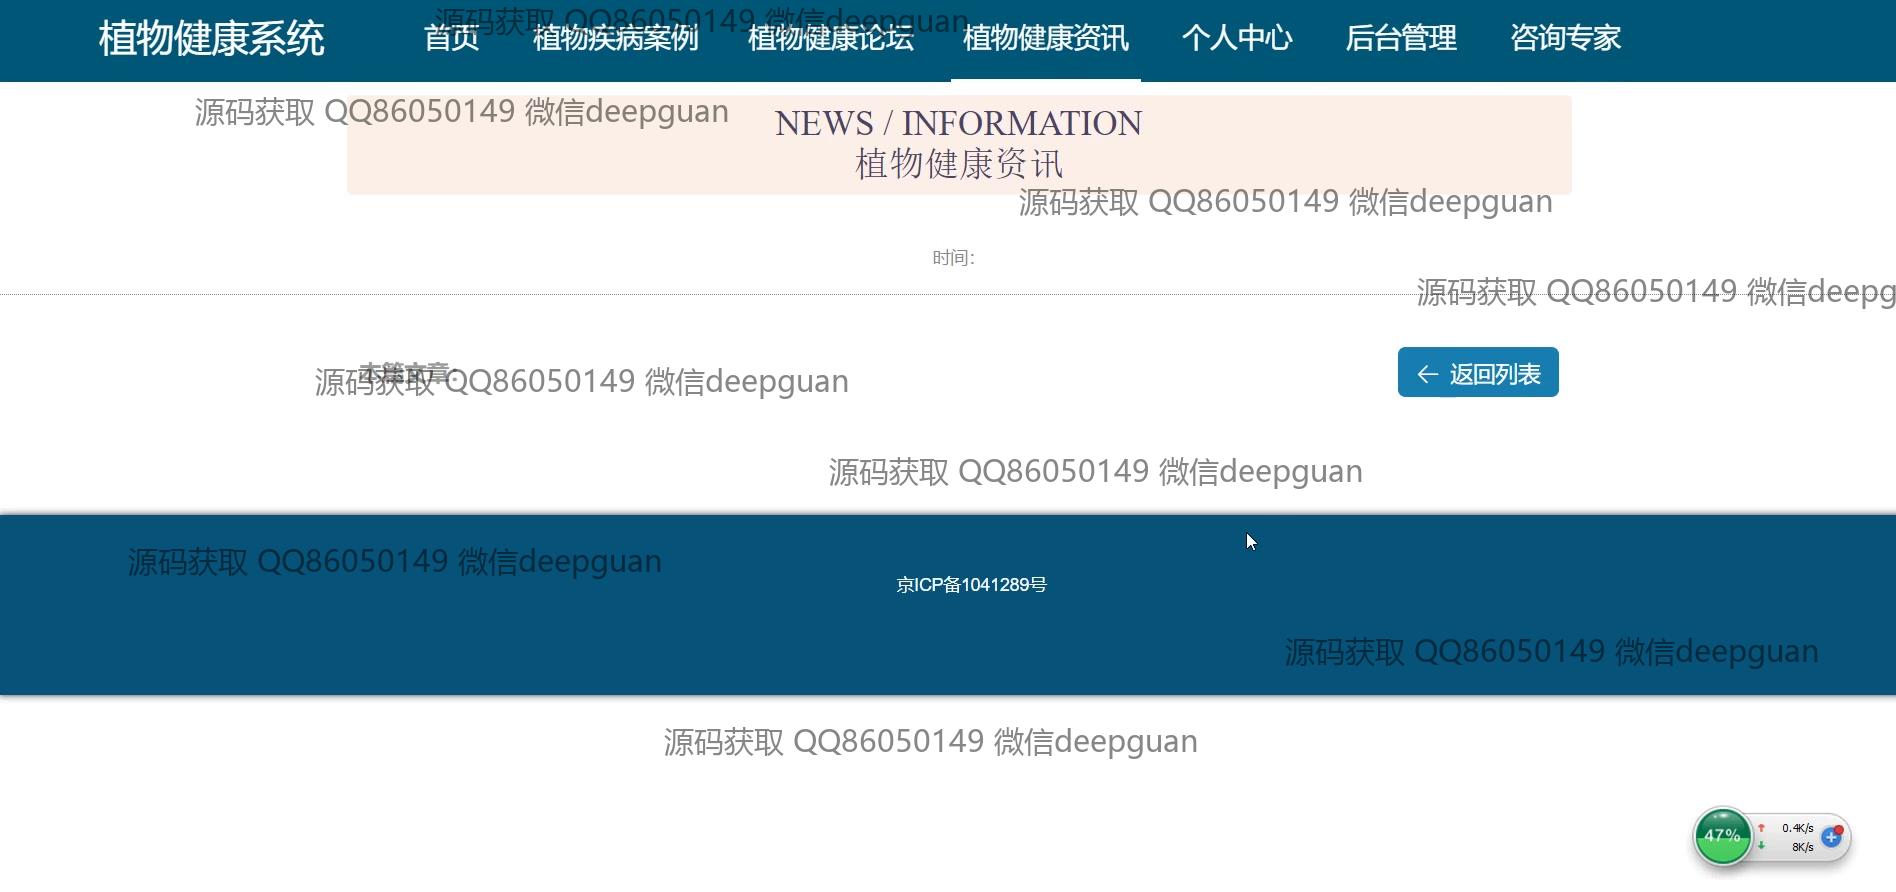 源码获取 QQ86050149 微信deepguan
植物健康系统 首页 植物疾病案例 植物健康论坛 植物健康资讯 个人中心 后台管理 咨询专家
源码获取 QQ86050149 微信deepguan
NEWS / INFORMATION
植物健康资讯
源码获取 QQ86050149 微信deepguan
时间:
源码获取 QQ86050149 微信deepg
本篇文章:
返回列表
源码获取 QQ86050149 微信deepguan
源码获取 QQ86050149 微信deepguan
源码获取 QQ86050149 微信deepguan
京ICP备1041289号
源码获取 QQ86050149 微信deepguan
源码获取 QQ86050149 微信deepguan
47%
0.4K/s
8K/s